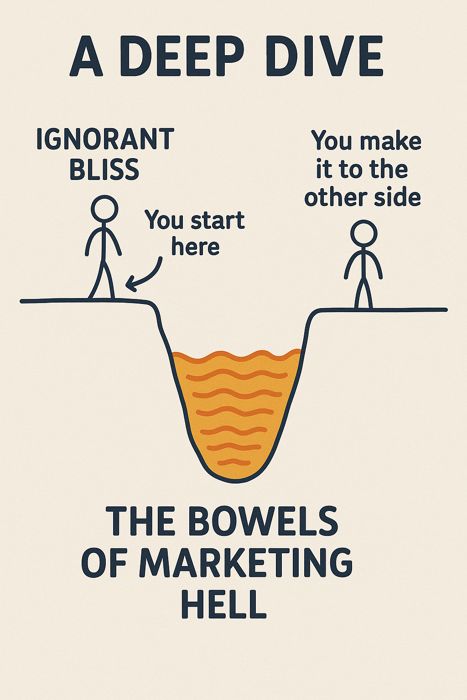 A DEEP DIVE
IGNORANT
BLISS
You start
here
You make
it to the
other side
THE BOWELS
OF MARKETING
HELL